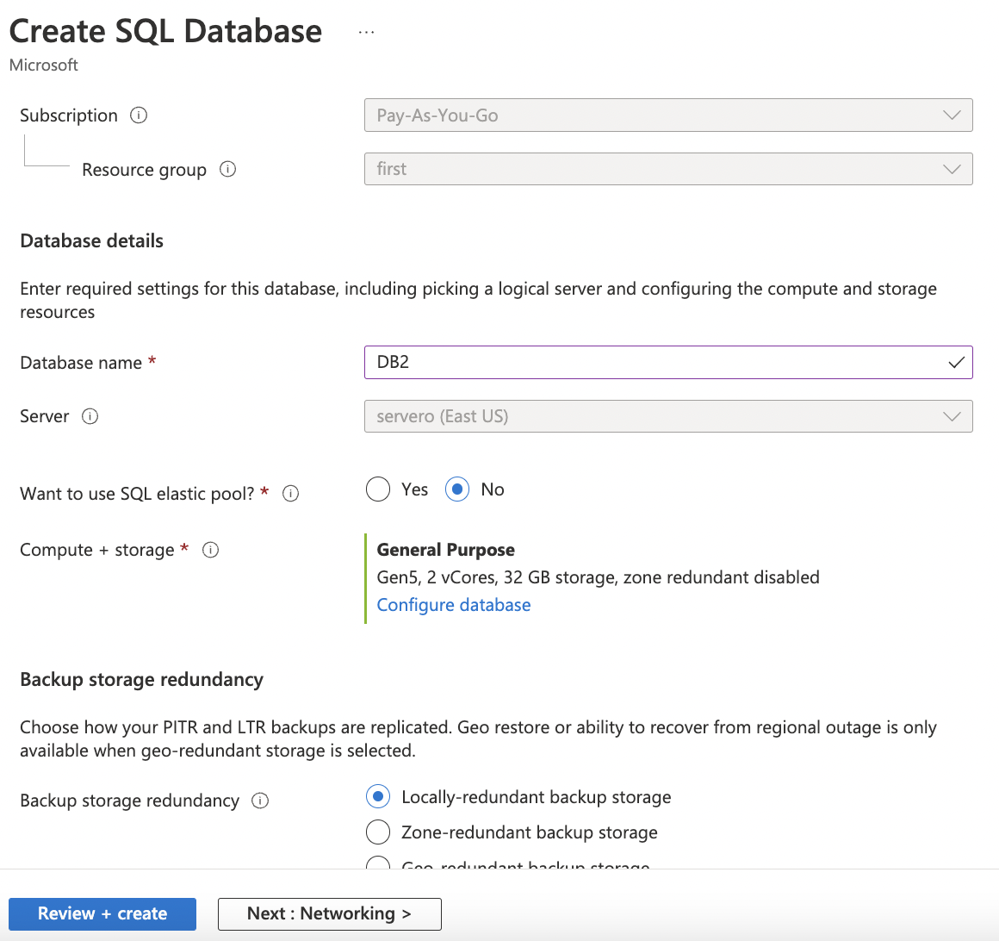 Create SQL Database ...
Microsoft
Subscription
Pay-As-You-Go
Resource group
first
Database details
Enter required settings for this database, including picking a logical server and configuring the compute and storage
resources
Database name *
DB2
Server
servero (East US)
Want to use SQL elastic pool? *
Yes No
Compute + storage *
General Purpose
Gen5, 2 vCores, 32 GB storage, zone redundant disabled
Configure database
Backup storage redundancy
Choose how your PITR and LTR backups are replicated. Geo restore or ability to recover from regional outage is only
available when geo-redundant storage is selected.
Backup storage redundancy
Locally-redundant backup storage
Zone-redundant backup storage
Geo-redundant backup storage
Review + create
Next : Networking >